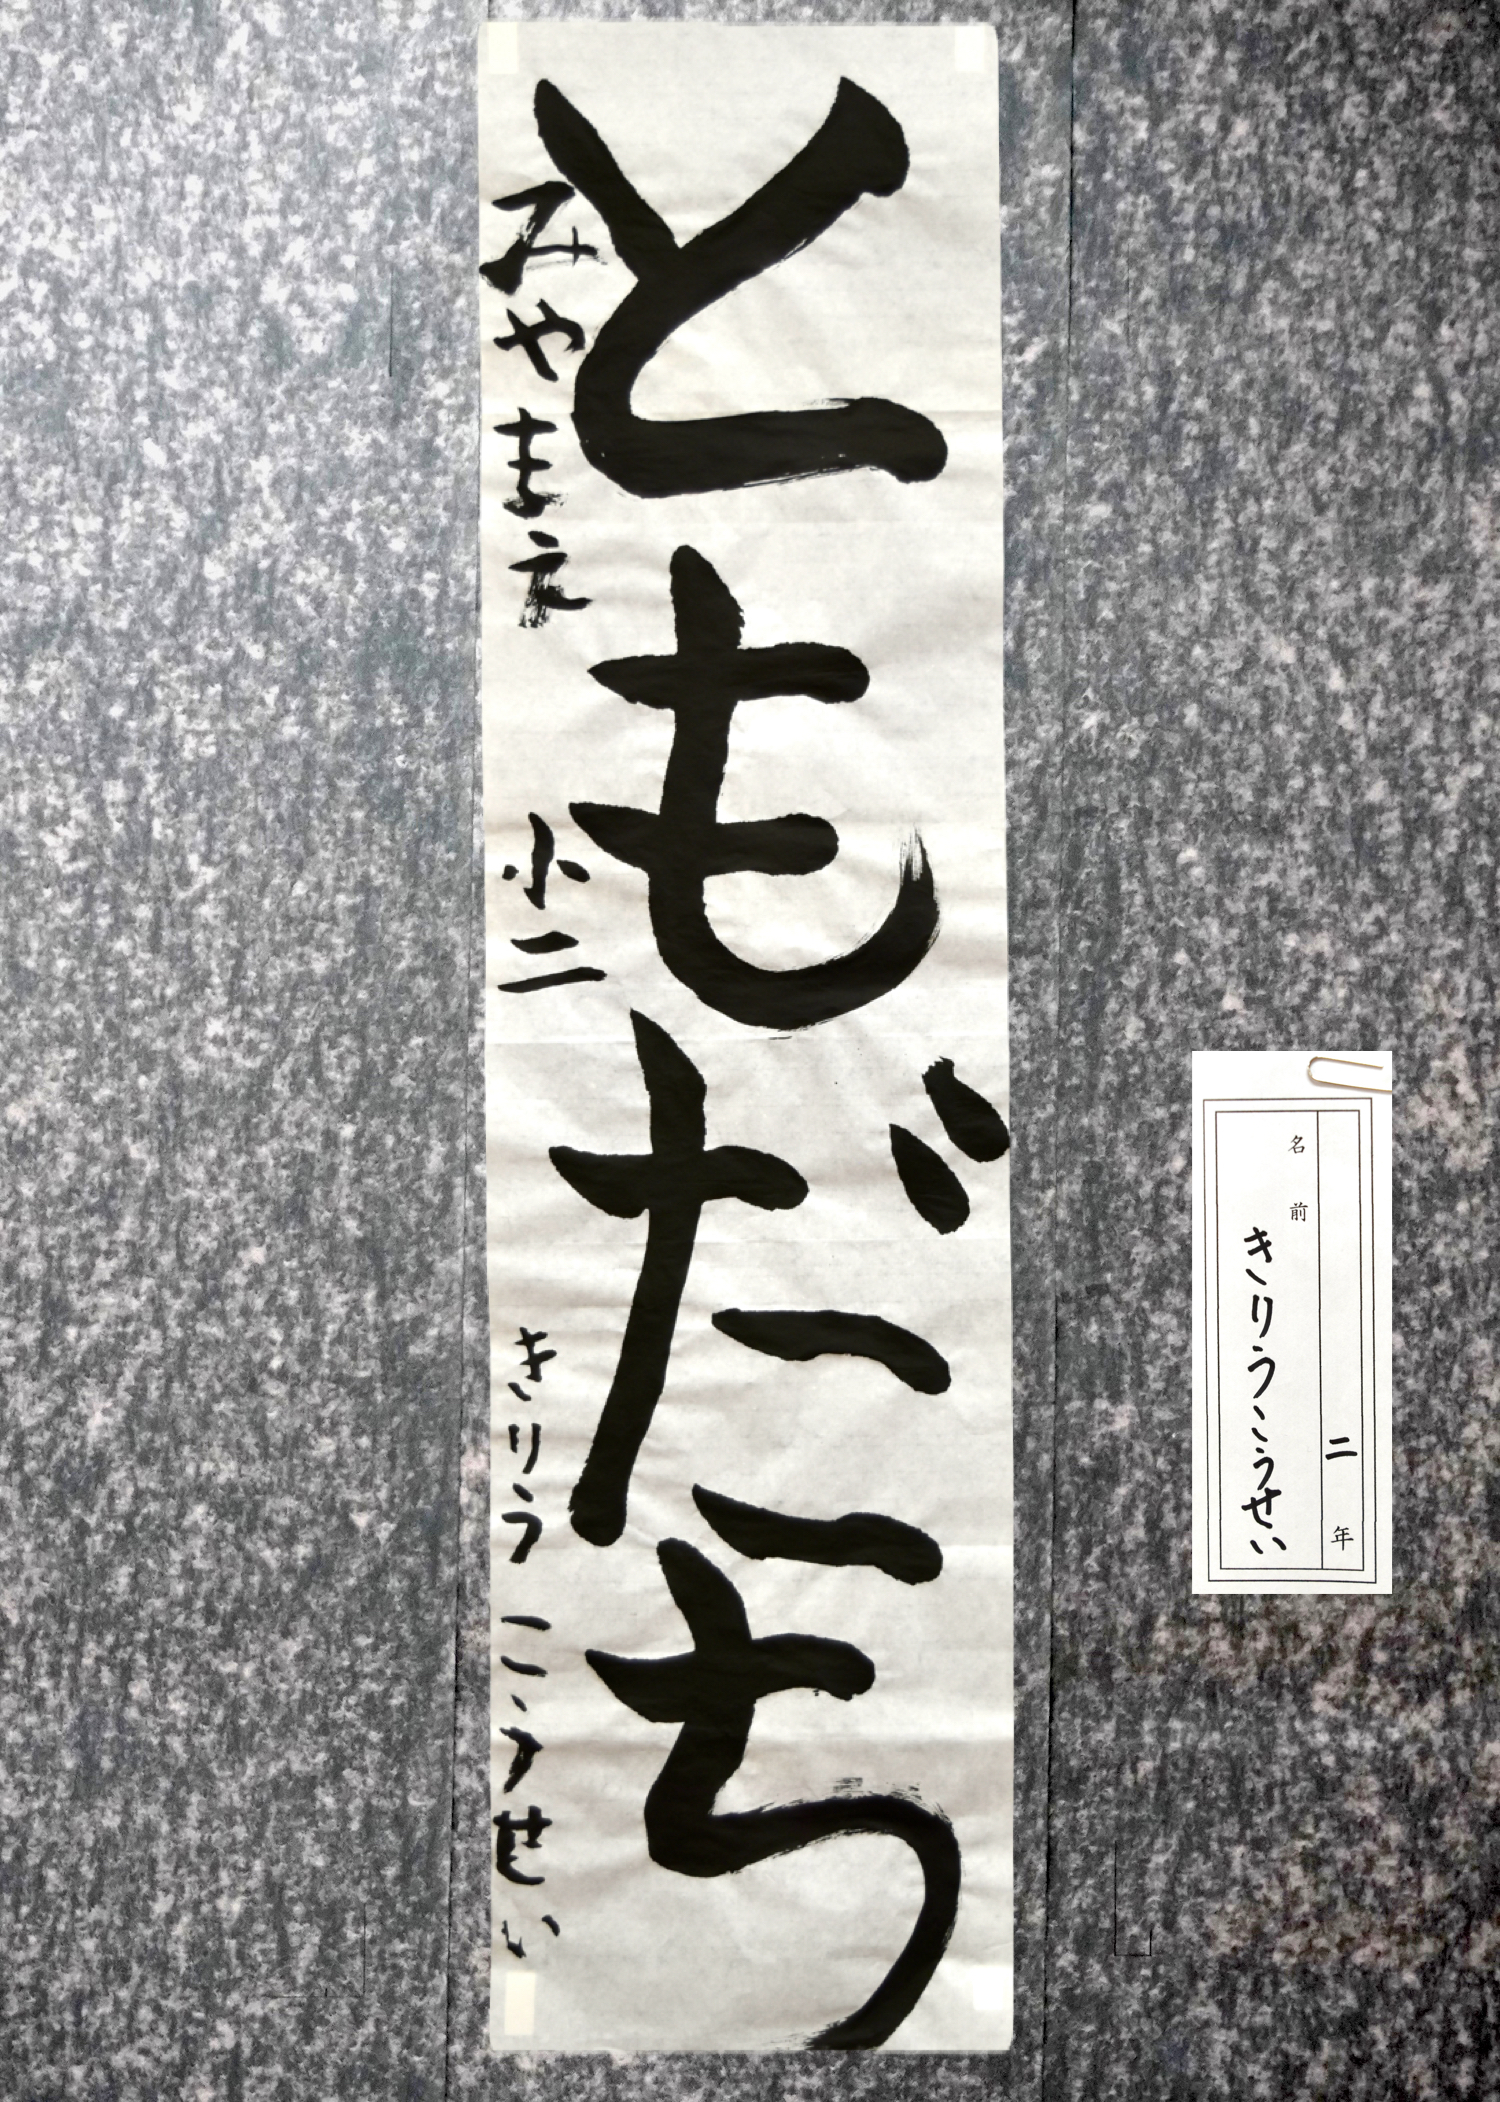 ともだち
みやまえ 小二 きりう こうせい
二年
名前
きりうこうせい